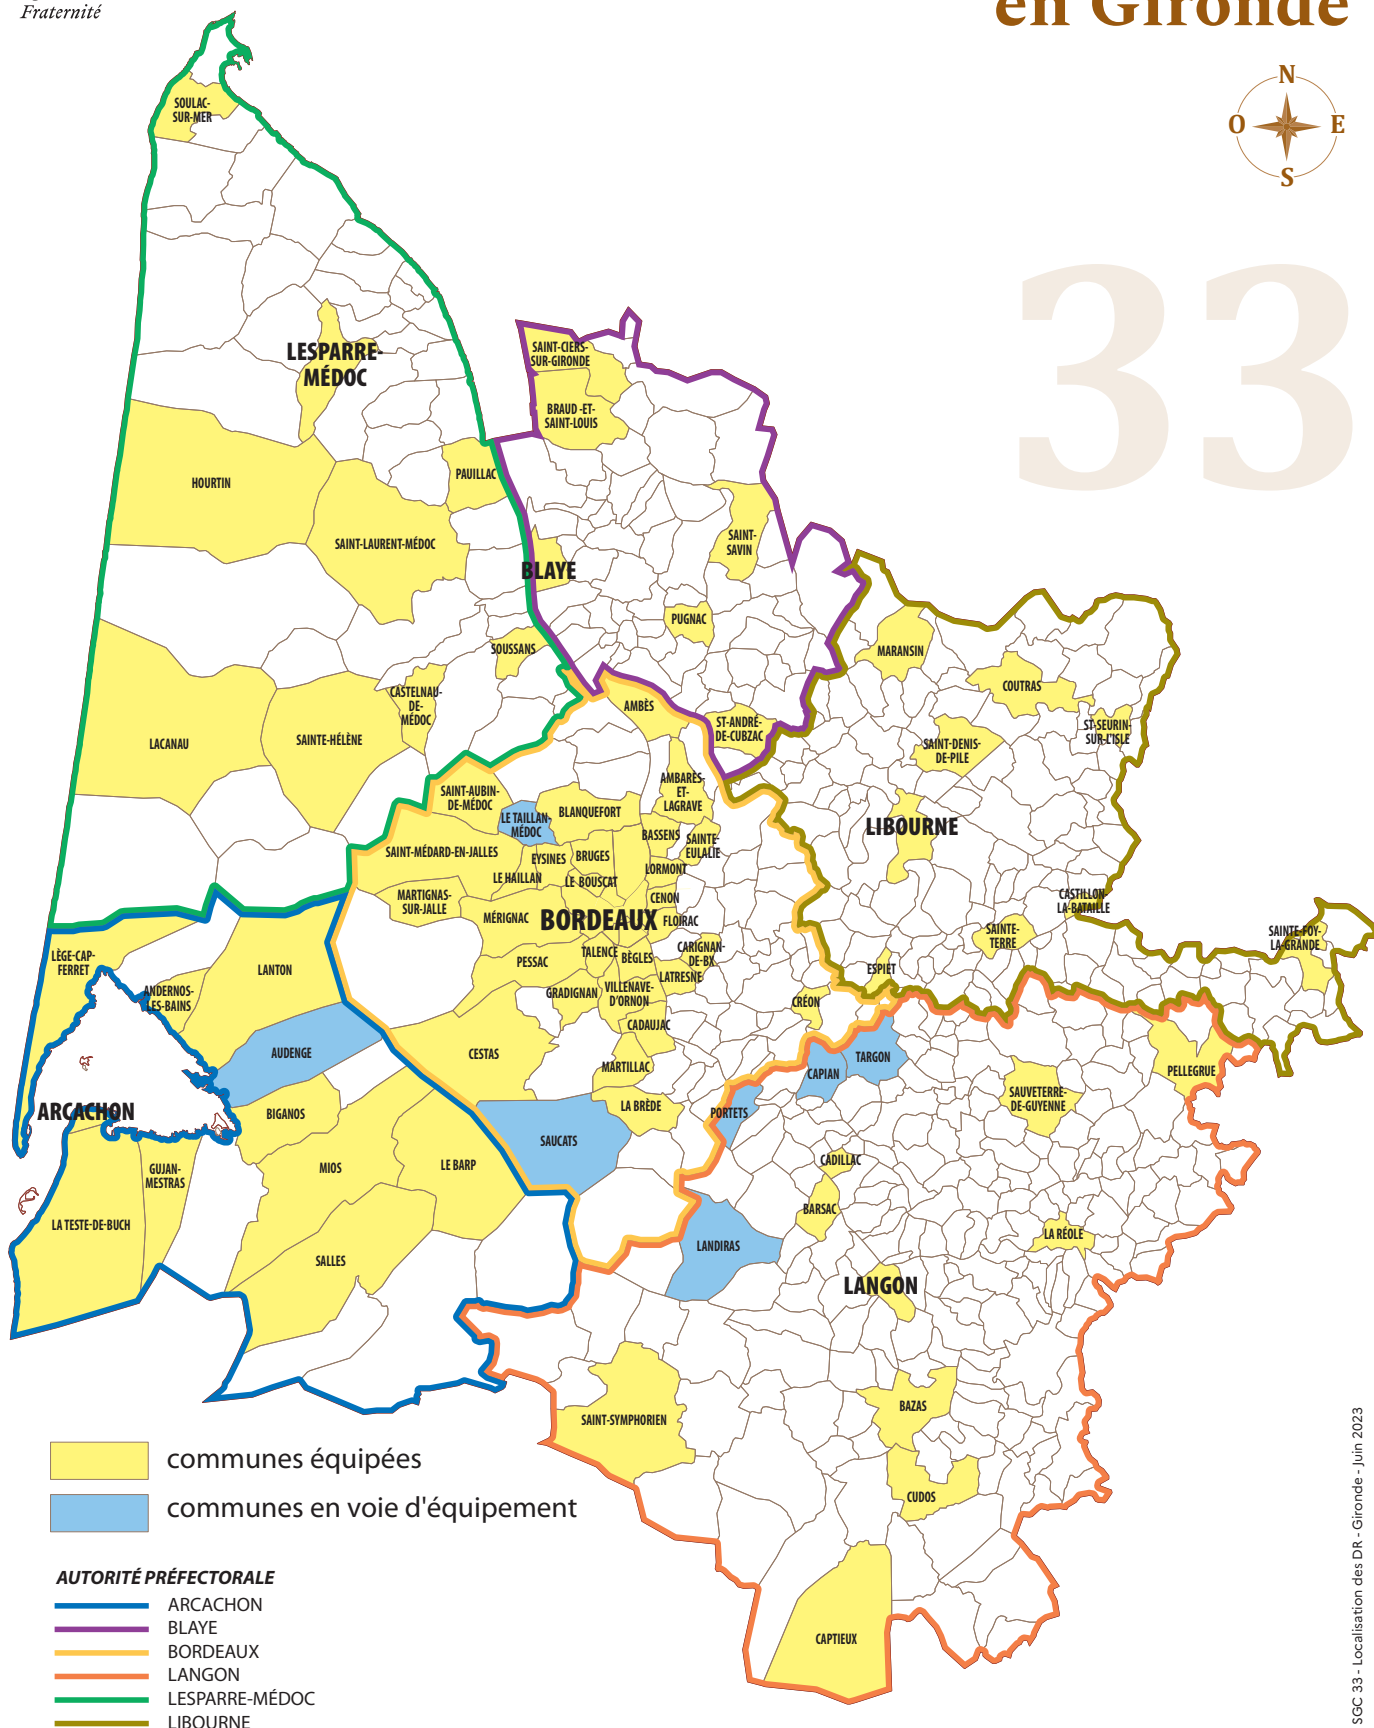 Fraternité
en Gironde
N
O
E
S
33
SOULAC-
SUR-MER
LESPARRE-
MÉDOC
SAINT-CIERS-
SUR-GIRONDE
BRAUD -ET-
SAINT-LOUIS
HOURTIN
PAUILLAC
SAINT-LAURENT-MÉDOC
SAINT-
SAVIN
BLAYE
PUGNAC
SOUSSANS
MARANSIN
COUTRAS
CASTELNAU-
DE-
MÉDOC
AMBÈS
ST-ANDRÉ-
DE-CUBZAC
ST-SEURIN-
SUR-L'ISLE
LACANAU
SAINTE-HÉLÈNE
SAINT-DENIS-
DE-PILE
AMBARÈS-
ET-
LAGRAVE
SAINT-AUBIN-
DE-MÉDOC
LE TAILLAN-
MÉDOC
BLANQUEFORT
LIBOURNE
BASSENS
SAINTE-
EULALIE
SAINT-MÉDARD-EN-JALLES
EYSINES
BRUGES
LORMONT
LE HAILLAN
LE BOUSCAT
MARTIGNAS-
SUR-JALLE
CENON
CASTILLON-
LA-BATAILLE
MÉRIGNAC
BORDEAUX
FLOIRAC
SAINTE-
TERRE
SAINTE-FOY-
LA-GRANDE
LÈGE-CAP-
FERRET
LANTON
PESSAC
TALENCE
BÈGLES
CARIGNAN-
DE-BX
ESPIET
LATRESNE
ANDERNOS-
LES-BAINS
GRADIGNAN
VILLENAVE-
D'ORNON
CRÉON
CADAUJAC
AUDENGE
CESTAS
MARTILLAC
CAPIAN
TARGON
PELLEGRUE
SAUVETERRE-
DE-GUYENNE
ARCACHON
BIGANOS
LA BRÈDE
PORTETS
SAUCATS
GUJAN-
MESTRAS
MIOS
LE BARP
CADILLAC
BARSAC
LA TESTE-DE-BUCH
LA RÉOLE
SALLES
LANDIRAS
LANGON
SAINT-SYMPHORIEN
BAZAS
CUDOS
CAPTIEUX
communes équipées
communes en voie d'équipement
AUTORITÉ PRÉFECTORALE
ARCACHON
BLAYE
BORDEAUX
LANGON
LESPARRE-MÉDOC
LIBOURNE
SGC 33 - Localisation des DR - Gironde - Juin 2023